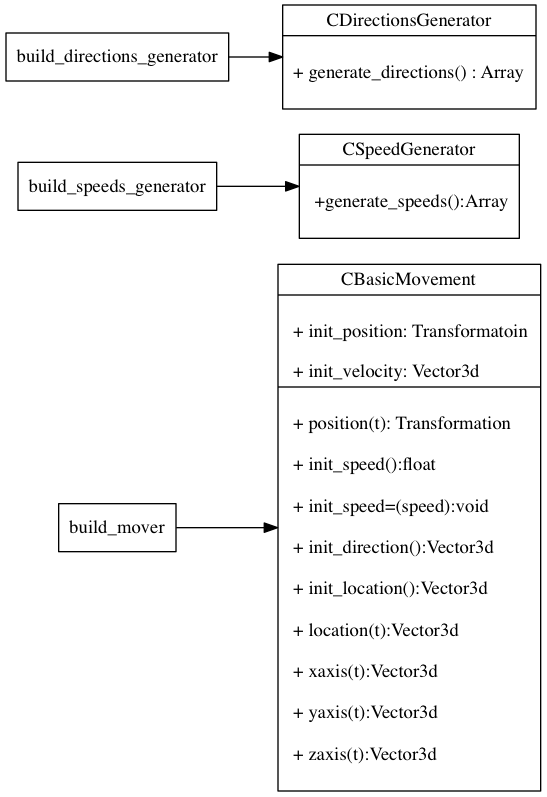 build_directions_generator
CDirectionsGenerator
+ generate_directions() : Array
build_speeds_generator
CSpeedGenerator
+generate_speeds():Array
build_mover
CBasicMovement
+ init_position: Transformatoin
+ init_velocity: Vector3d
+ position(t): Transformation
+ init_speed():float
+ init_speed=(speed):void
+ init_direction():Vector3d
+ init_location():Vector3d
+ location(t):Vector3d
+ xaxis(t):Vector3d
+ yaxis(t):Vector3d
+ zaxis(t):Vector3d